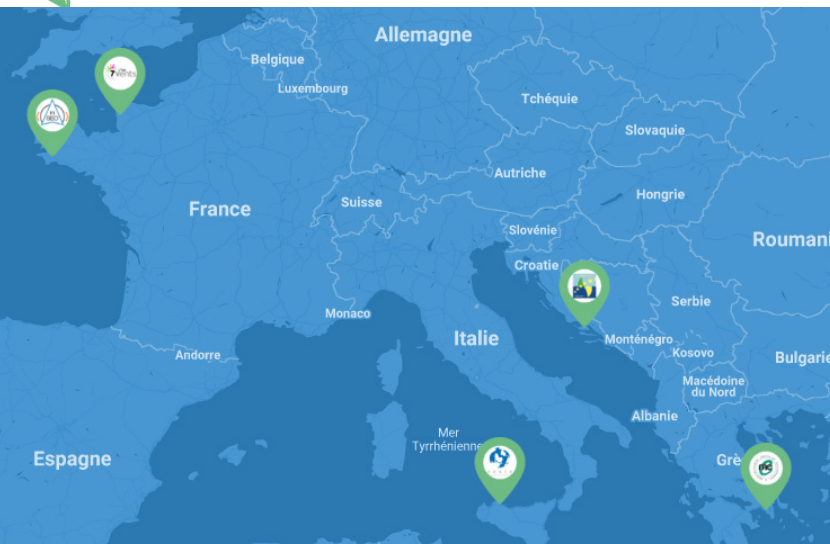 Allemagne
Belgique
Luxembourg
Tchéquie
Slovaquie
Autriche
Hongrie
Suisse
France
Slovénie
Roumani
Croatie
Serbie
Monaco
Italie
Monténégro
Kosovo
Andorre
Bulgarie
Macédoine
du Nord
Albanie
Mer
Tyrrhénienne
Espagne
Grè
7vents